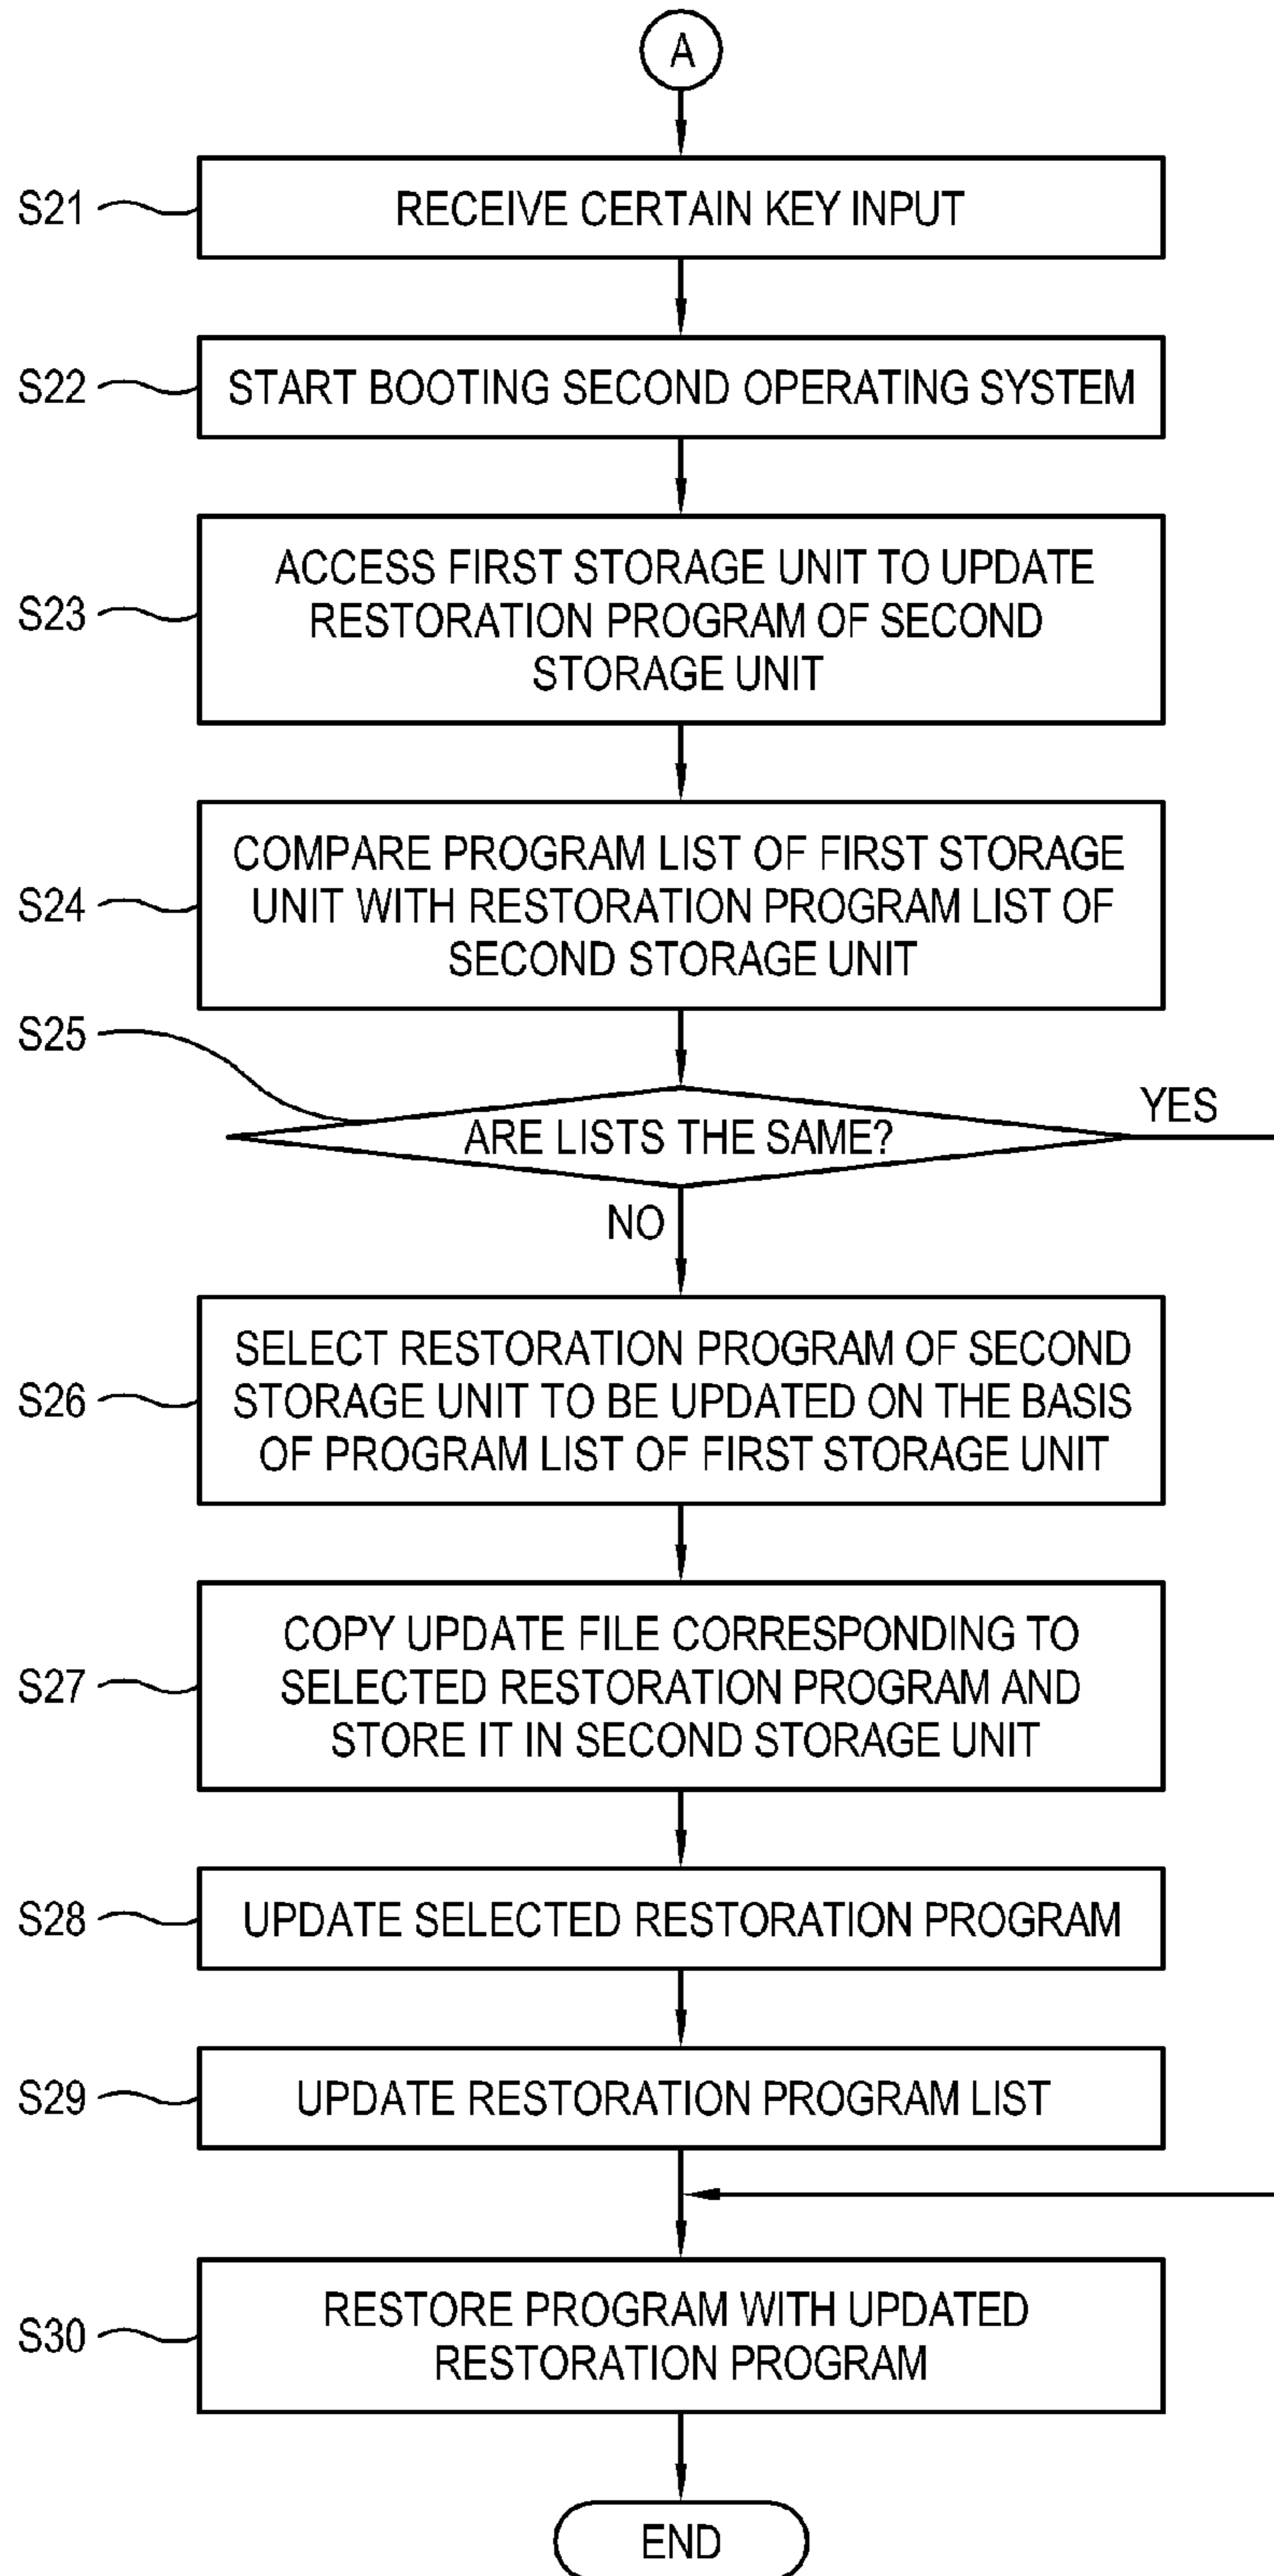 A
S21
RECEIVE CERTAIN KEY INPUT
S22
START BOOTING SECOND OPERATING SYSTEM
S23
ACCESS FIRST STORAGE UNIT TO UPDATE
RESTORATION PROGRAM OF SECOND
STORAGE UNIT
S24
COMPARE PROGRAM LIST OF FIRST STORAGE
UNIT WITH RESTORATION PROGRAM LIST OF
SECOND STORAGE UNIT
S25
ARE LISTS THE SAME?
YES
NO
S26
SELECT RESTORATION PROGRAM OF SECOND
STORAGE UNIT TO BE UPDATED ON THE BASIS
OF PROGRAM LIST OF FIRST STORAGE UNIT
S27
COPY UPDATE FILE CORRESPONDING TO
SELECTED RESTORATION PROGRAM AND
STORE IT IN SECOND STORAGE UNIT
S28
UPDATE SELECTED RESTORATION PROGRAM
S29
UPDATE RESTORATION PROGRAM LIST
S30
RESTORE PROGRAM WITH UPDATED
RESTORATION PROGRAM
END